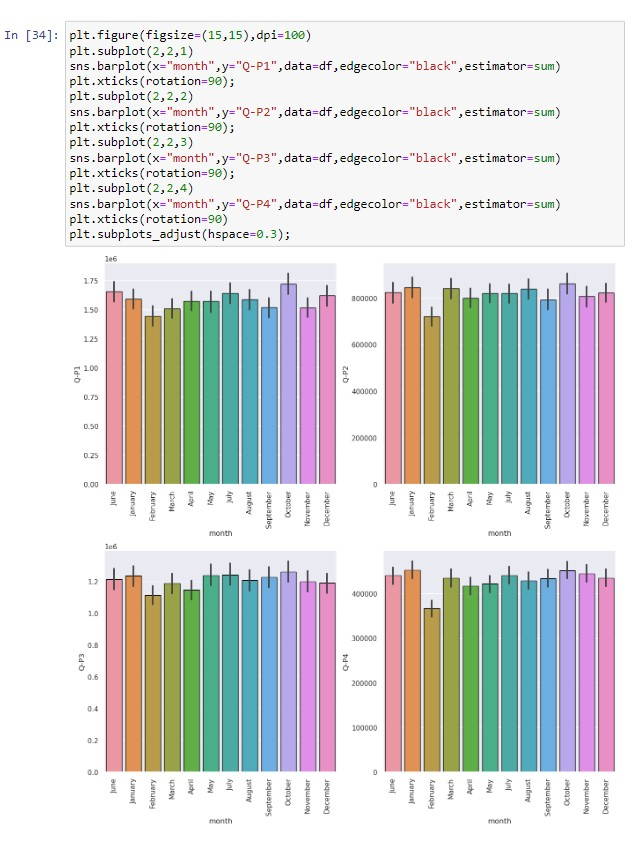 In [34]: plt.figure(figsize=(15,15),dpi=100)
plt.subplot(2,2,1)
sns.barplot(x="month",y="Q-P1",data=df,edgecolor="black",estimator=sum)
plt.xticks(rotation=90);
plt.subplot(2,2,2)
sns.barplot(x="month",y="Q-P2",data=df,edgecolor="black",estimator=sum)
plt.xticks(rotation=90);
plt.subplot(2,2,3)
sns.barplot(x="month",y="Q-P3",data=df,edgecolor="black",estimator=sum)
plt.xticks(rotation=90);
plt.subplot(2,2,4)
sns.barplot(x="month",y="Q-P4",data=df,edgecolor="black",estimator=sum)
plt.xticks(rotation=90)
plt.subplots_adjust(hspace=0.3);
1e6
1.75
1.50
1.25
1.00
0.75
0.50
0.25
0.00
Q-P1
June
January
February
March
April
May
July
August
September
October
November
December
month
800000
600000
400000
200000
0
Q-P2
June
January
February
March
April
May
July
August
September
October
November
December
month
1e6
1.2
1.0
0.8
0.6
0.4
0.2
0.0
Q-P3
June
January
February
March
April
May
July
August
September
October
November
December
month
400000
300000
200000
100000
0
Q-P4
June
January
February
March
April
May
July
August
September
October
November
December
month